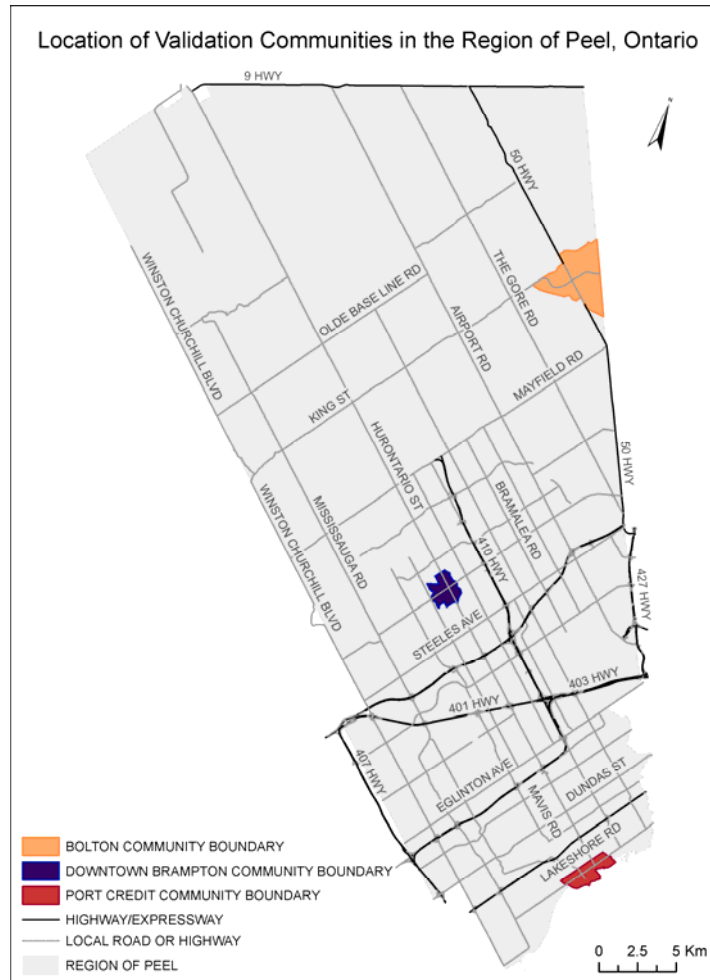 Location of Validation Communities in the Region of Peel, Ontario
9 HWY
N
50 HWY
WINSTON CHURCHILL BLVD
OLDE BASE LINE RD
THE GORE RD
AIRPORT RD
KING ST
MAYFIELD RD
HURONTARIO ST
50 HWY
WINSTON CHURCHILL BLVD
MISSISSAUGA RD
BRAMALEA RD
410 HWY
427 HWY
STEELES AVE
403 HWY
401 HWY
407 HWY
EGLINTON AVE
MAVIS RD
DUNDAS ST
LAKESHORE RD
BOLTON COMMUNITY BOUNDARY
DOWNTOWN BRAMPTON COMMUNITY BOUNDARY
PORT CREDIT COMMUNITY BOUNDARY
HIGHWAY/EXPRESSWAY
LOCAL ROAD OR HIGHWAY
REGION OF PEEL
0 2.5 5 Km